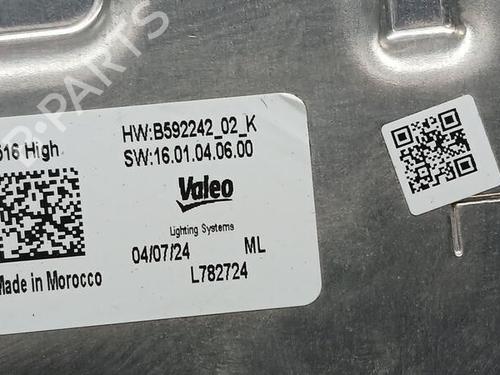 HW:B592242_02_K
616 High
SW:16.01.04.06.00
Valeo
Lighting Systems
04/07/24 ML
Made in Morocco
L782724
B-PARTS